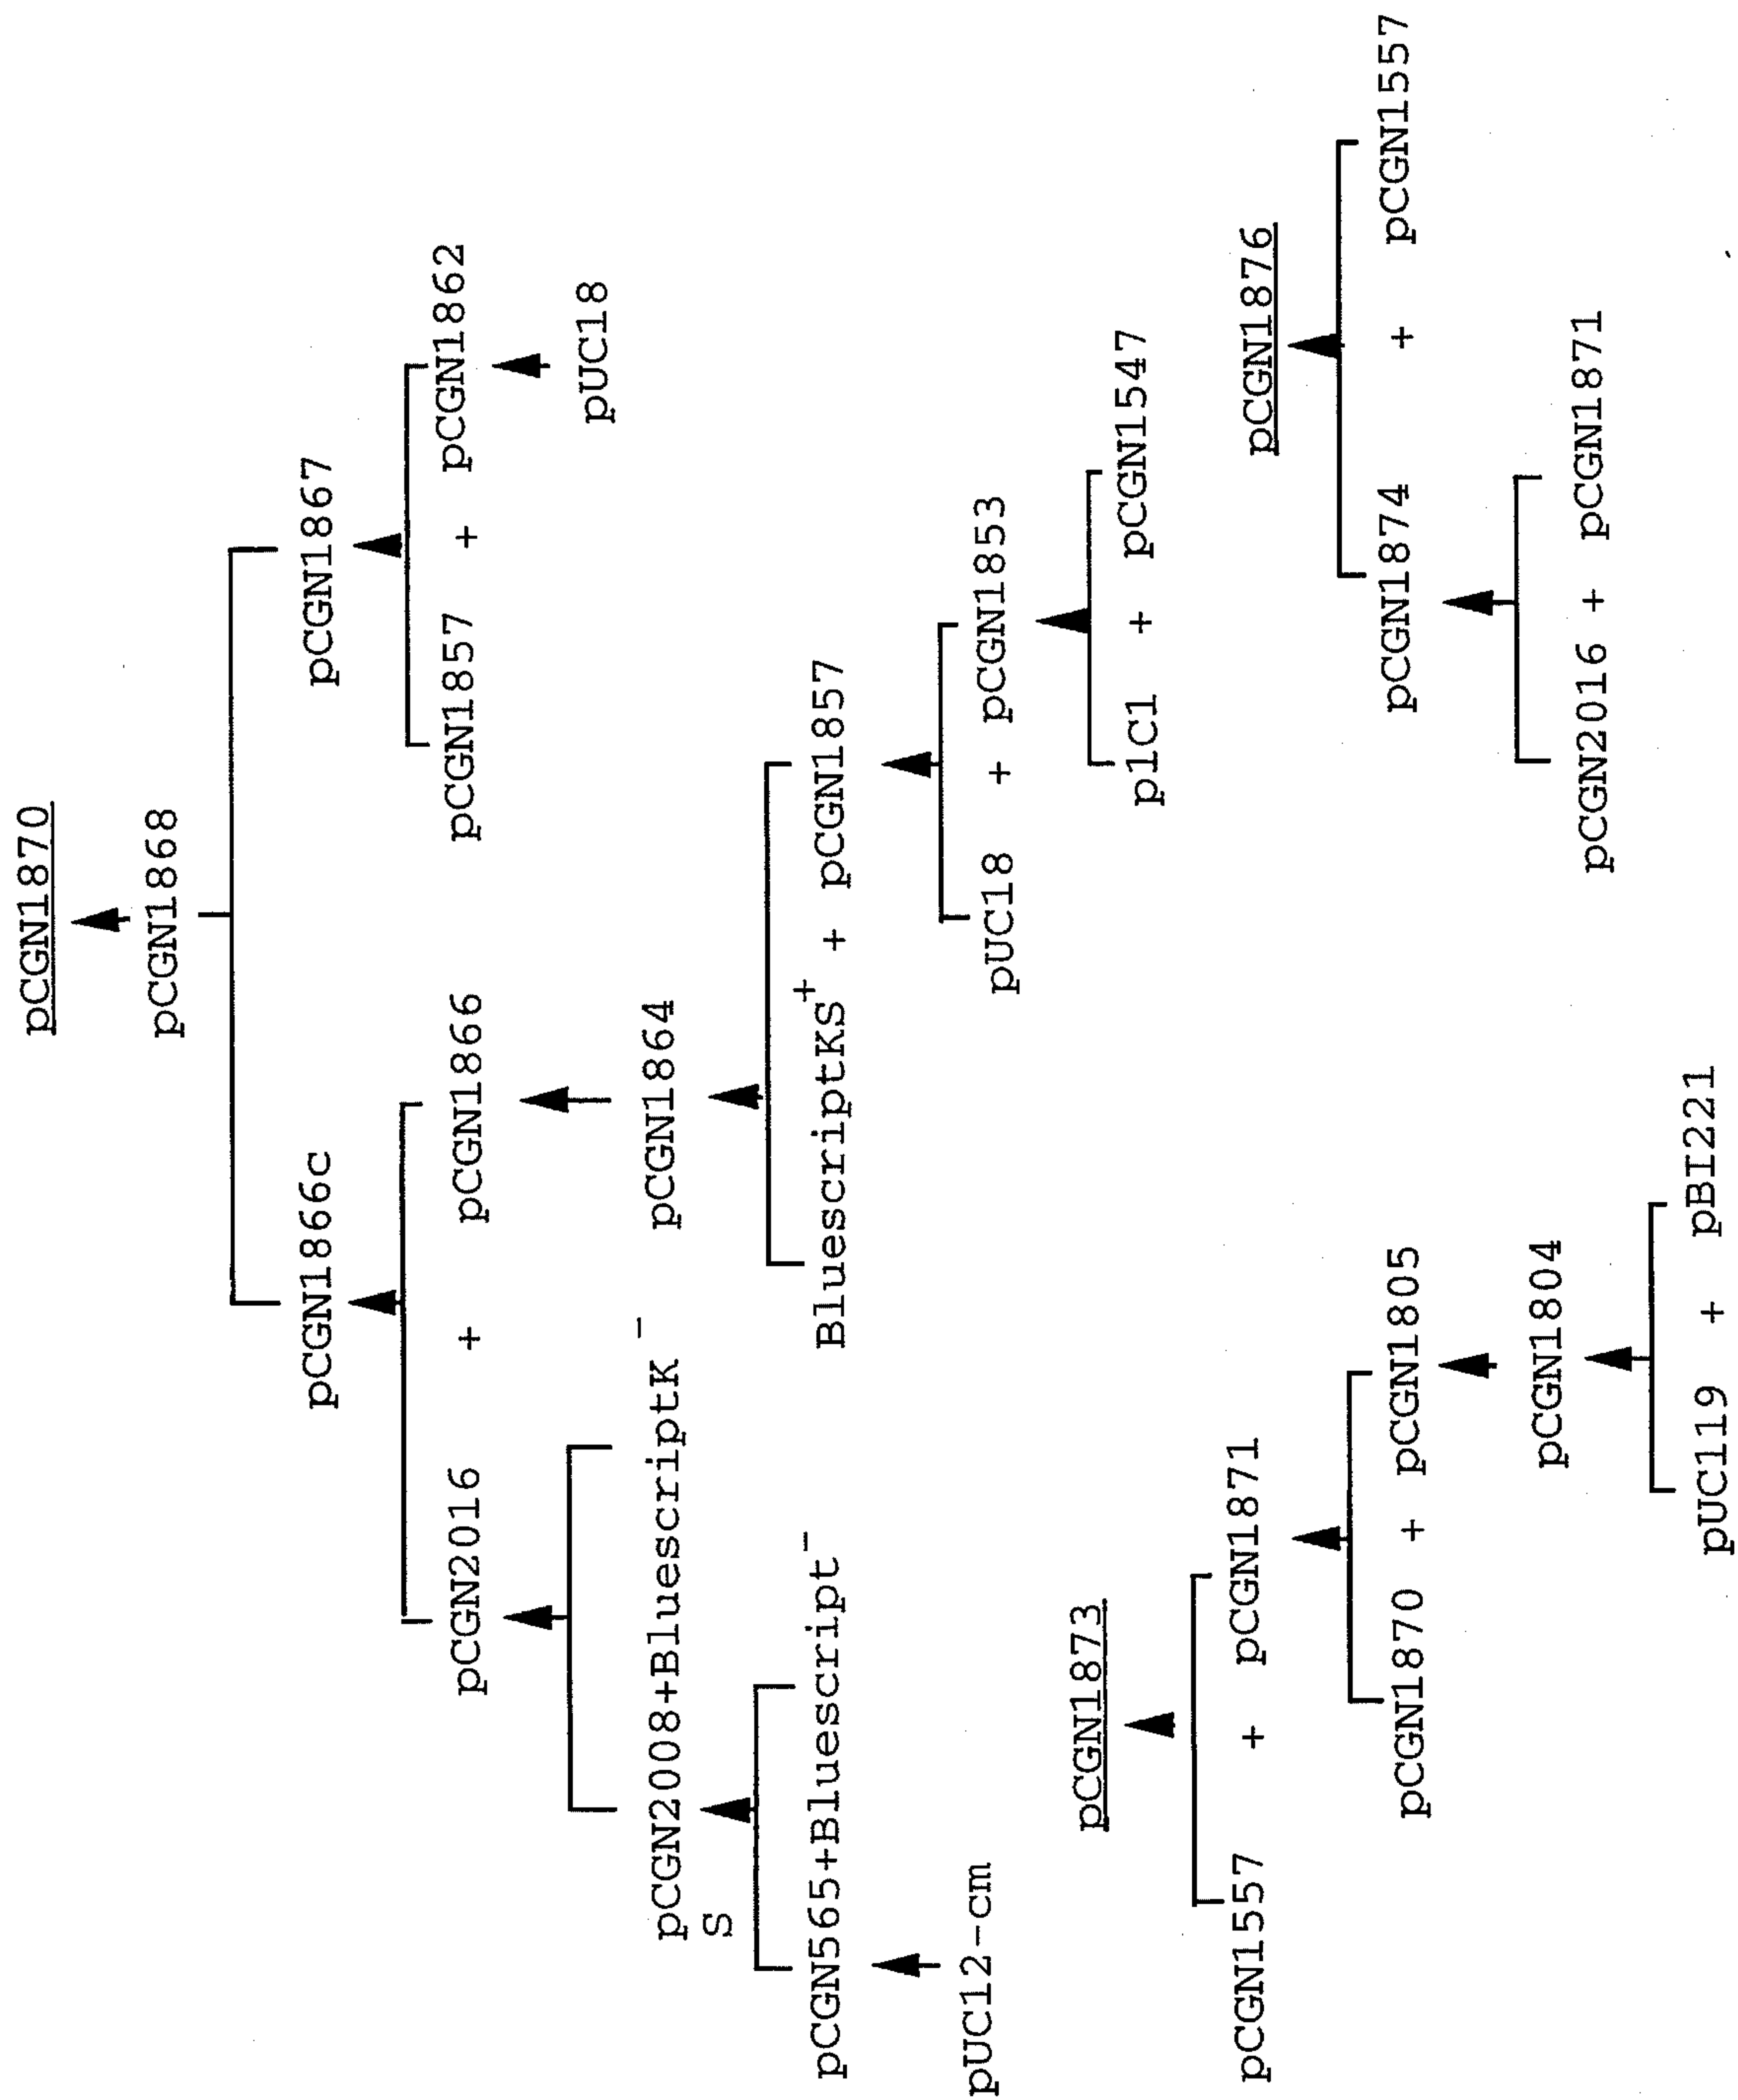 pCGN1870
pCGN1868
pCGN1866c pCGN1867
pCGN2016 + pCGN1866 pCGN1857 + pCGN1862
pCGN2008+BluescriptK⁻
S
pCGN1864 pUC18
pCGN565+Bluescript⁻ BluescriptKS⁺ + pCGN1857
pUC12-cm pUC18 + pCGN1853
p1C1 + pCGN1547
pCGN1873
pCGN1557 + pCGN1871
pCGN1870 + pCGN1805
pCGN1804
pUC119 + pBI221
pCGN1876
pCGN1874 + pCGN1557
pCGN2016 + pCGN1871